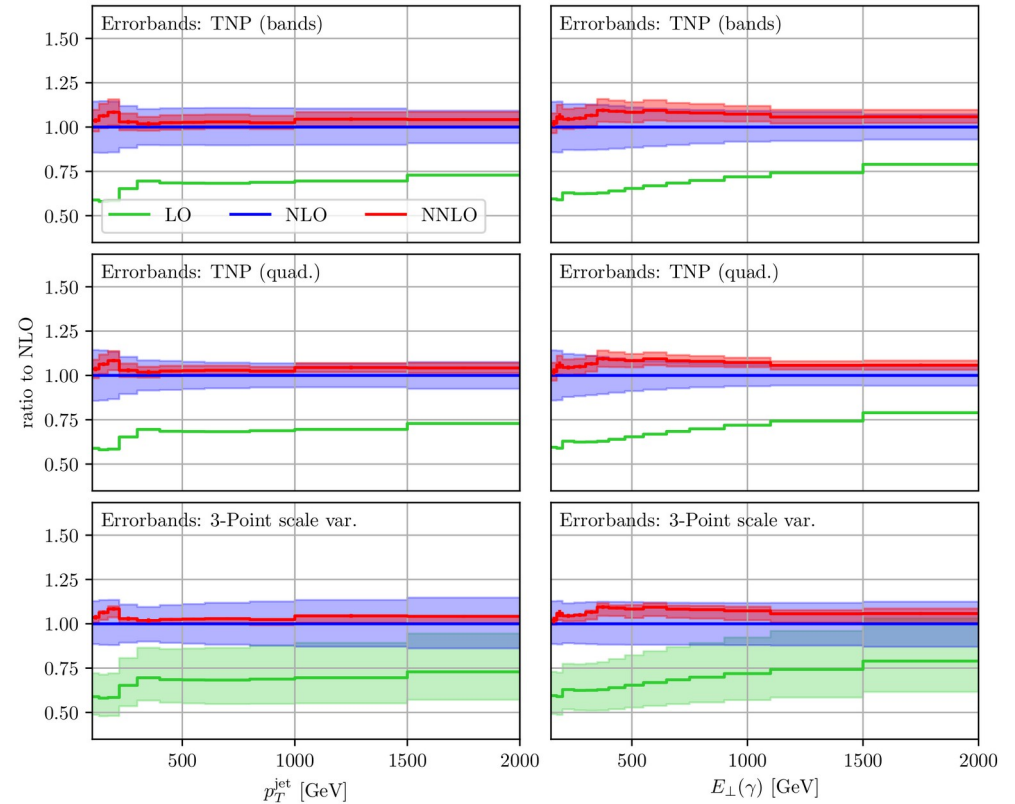 Errorbands: TNP (bands)
1.50
1.25
1.00
0.75
0.50
LO NLO NNLO
Errorbands: TNP (bands)
Errorbands: TNP (quad.)
1.50
1.25
1.00
0.75
0.50
ratio to NLO
Errorbands: TNP (quad.)
Errorbands: 3-Point scale var.
1.50
1.25
1.00
0.75
0.50
500 1000 1500 2000
p_T^jet [GeV]
Errorbands: 3-Point scale var.
500 1000 1500 2000
E_⊥(γ) [GeV]